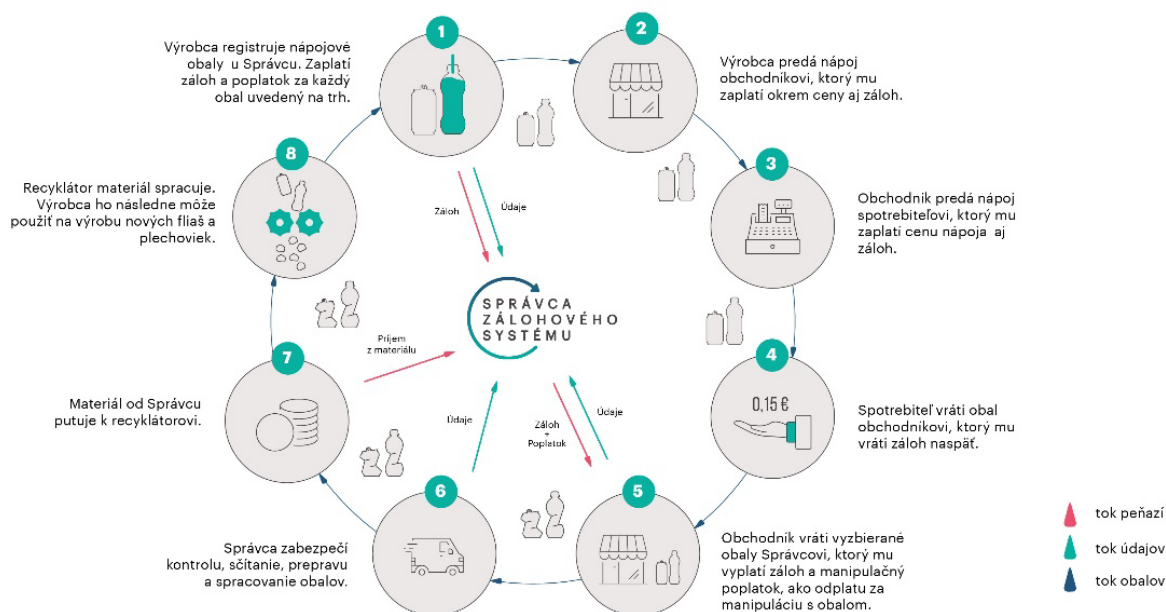 1
Výrobca registruje nápojové
obaly u Správcu. Zaplatí
záloh a poplatok za každý
obal uvedený na trh.
2
Výrobca predá nápoj
obchodníkovi, ktorý mu
zaplatí okrem ceny aj záloh.
3
Obchodník predá nápoj
spotrebiteľovi, ktorý mu
zaplatí cenu nápoja aj
záloh.
4
0,15 €
Spotrebiteľ vráti obal
obchodníkovi, ktorý mu
vráti záloh naspäť.
5
Obchodník vráti vyzbierané
obaly Správcovi, ktorý mu
vyplatí záloh a manipulačný
poplatok, ako odplatu za
manipuláciu s obalom.
6
Správca zabezpečí
kontrolu, sčítanie, prepravu
a spracovanie obalov.
7
Materiál od Správcu
putuje k recyklátorovi.
8
Recyklátor materiál spracuje.
Výrobca ho následne môže
použiť na výrobu nových fliaš a
plechoviek.
Záloh
Údaje
SPRÁVCA
ZÁLOHOVÉHO
SYSTÉMU
Príjem
z materiálu
Údaje
Záloh
+
Poplatok
Údaje
tok peňazí
tok údajov
tok obalov